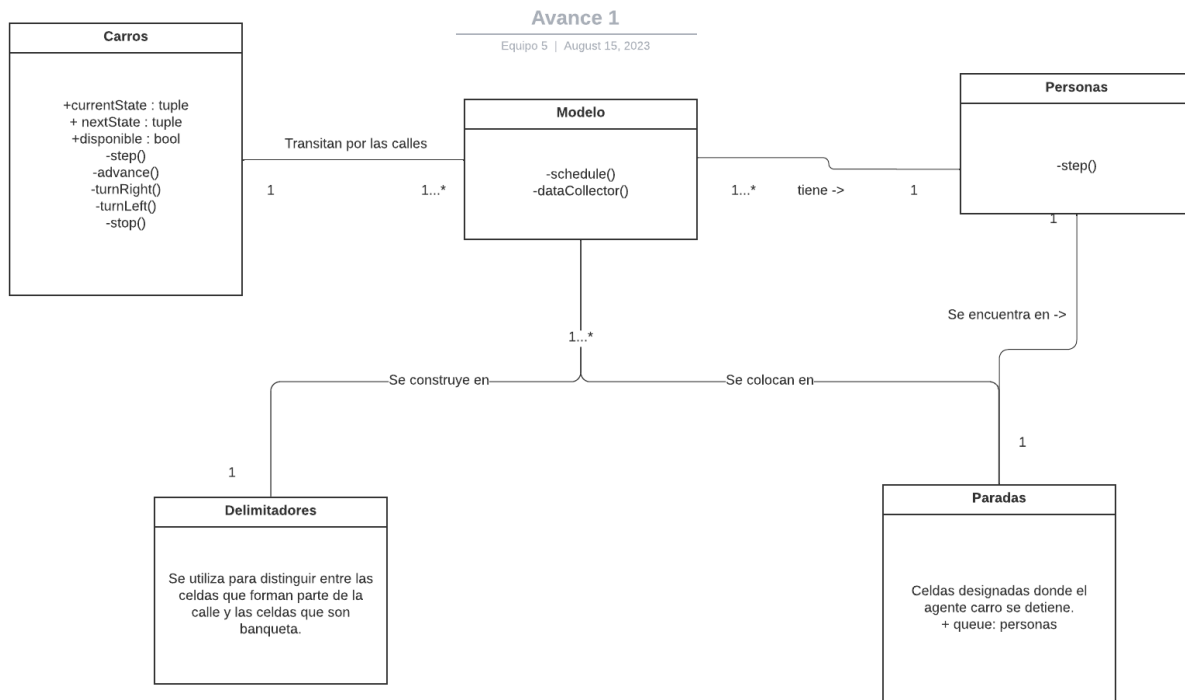 Avance 1
Equipo 5 | August 15, 2023
Carros
+currentState : tuple
+ nextState : tuple
+disponible : bool
-step()
-advance()
-turnRight()
-turnLeft()
-stop()
Transitan por las calles
1
1...*
Modelo
-schedule()
-dataCollector()
1...*
tiene ->
1
Personas
-step()
1
Se encuentra en ->
1...*
Se construye en
Se colocan en
1
1
Delimitadores
Se utiliza para distinguir entre las
celdas que forman parte de la
calle y las celdas que son
banqueta.
Paradas
Celdas designadas donde el
agente carro se detiene.
+ queue: personas